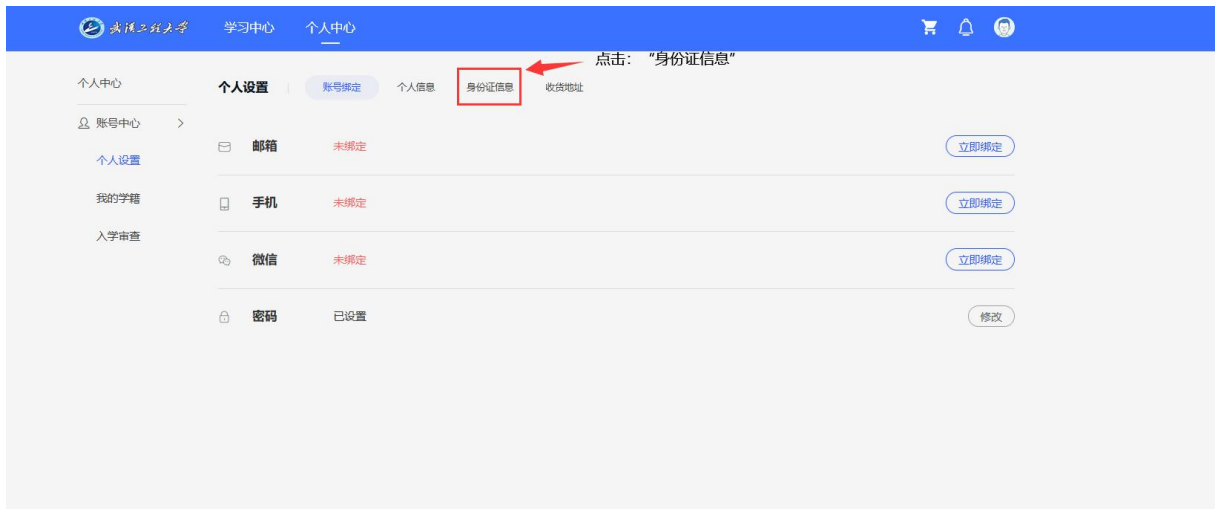 武汉工程大学 学习中心 个人中心
点击： “身份证信息”
个人中心
个人设置 账号绑定 个人信息 身份证信息 收货地址
账号中心
邮箱 未绑定 立即绑定
个人设置
我的学籍
手机 未绑定 立即绑定
入学审查
微信 未绑定 立即绑定
密码 已设置 修改